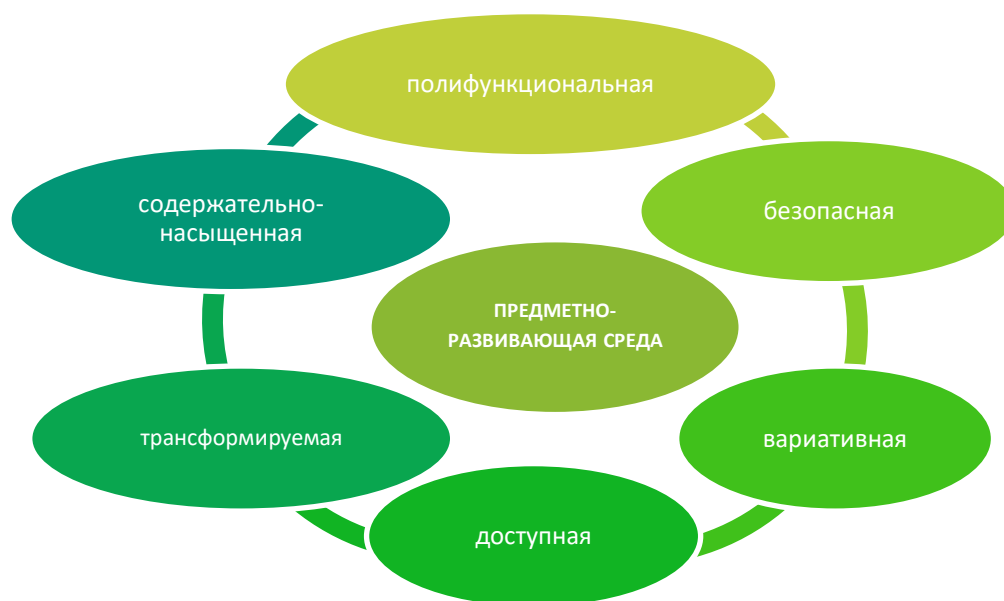 полифункциональная
содержательно-
насыщенная
безопасная
ПРЕДМЕТНО-
РАЗВИВАЮЩАЯ СРЕДА
трансформируемая
вариативная
доступная